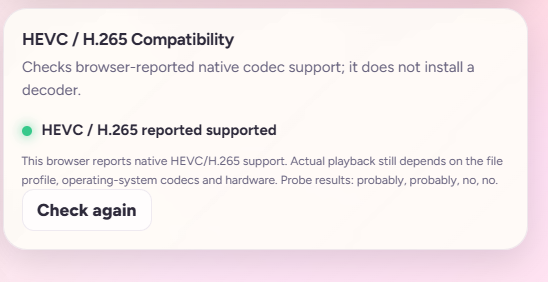 HEVC / H.265 Compatibility
Checks browser-reported native codec support; it does not install a
decoder.
HEVC / H.265 reported supported
This browser reports native HEVC/H.265 support. Actual playback still depends on the file
profile, operating-system codecs and hardware. Probe results: probably, probably, no, no.
Check again